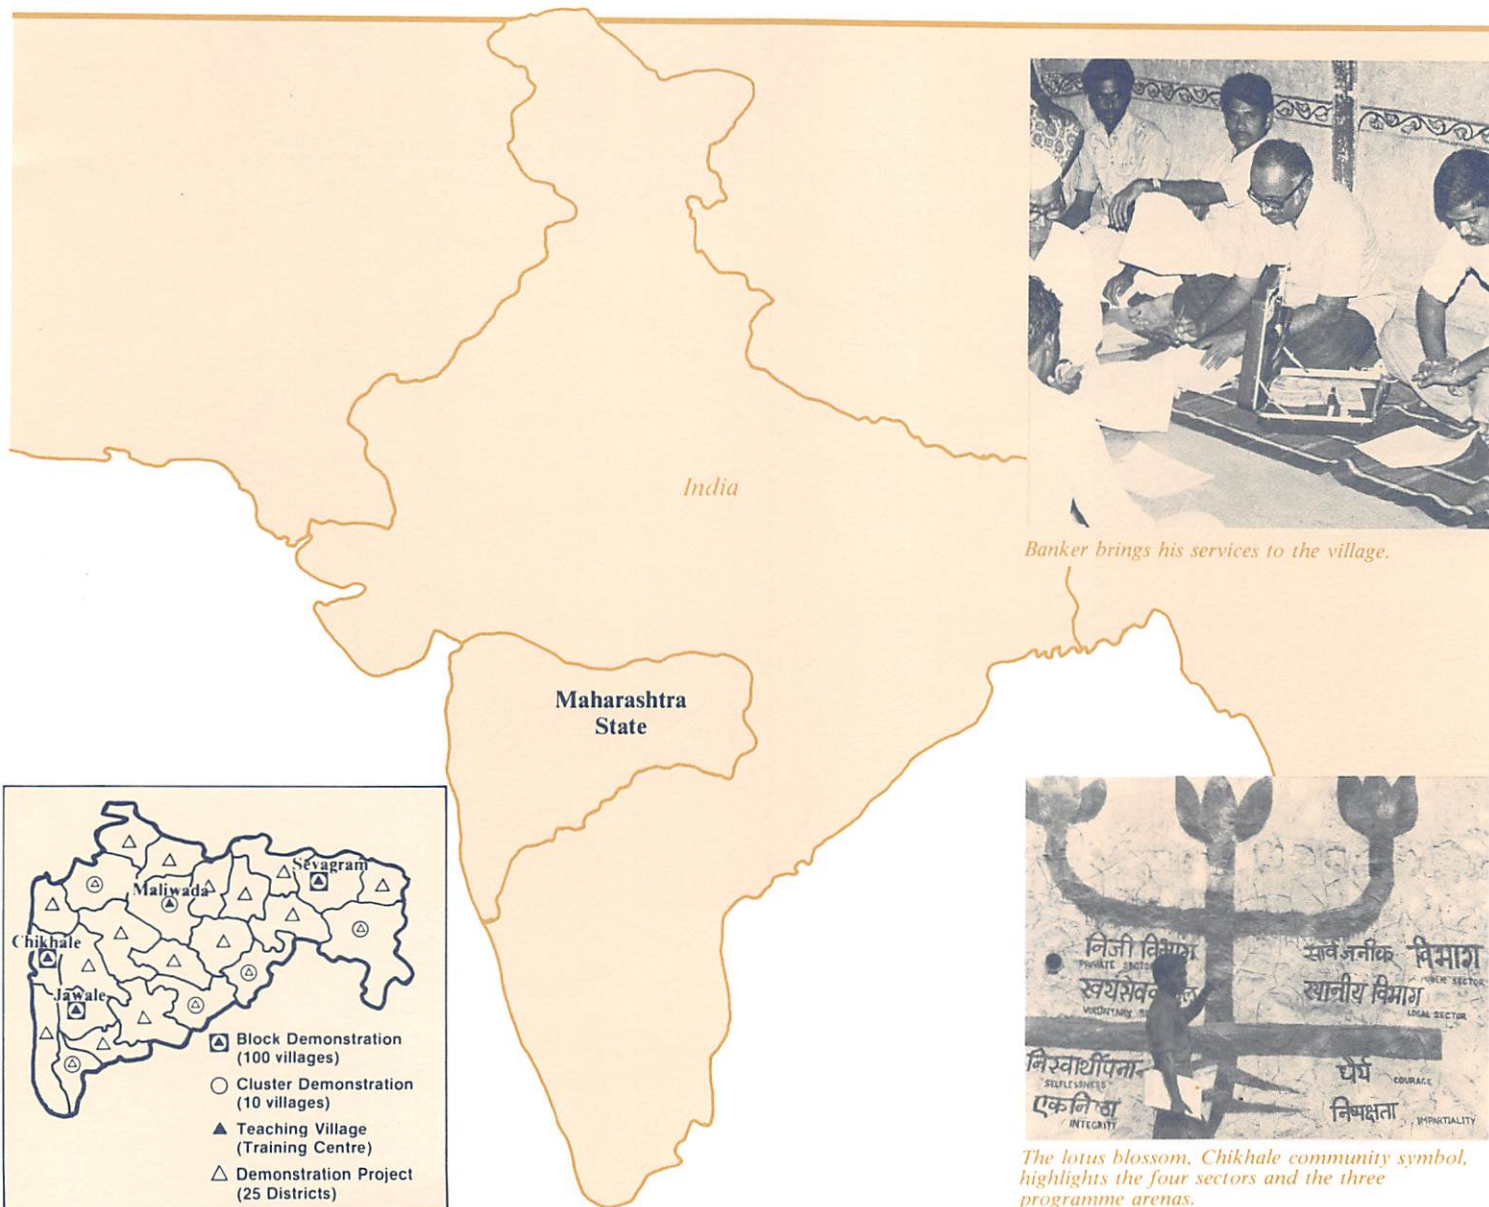 India
Banker brings his services to the village.
Maharashtra
State
Sevagram
Maliwada
Chikhale
Jawale
Block Demonstration
(100 villages)
Cluster Demonstration
(10 villages)
Teaching Village
(Training Centre)
Demonstration Project
(25 Districts)
निजी विभाग
PRIVATE SECTOR
VOLUNTARY
सार्वजनीक विभाग
PUBLIC SECTOR
स्थानीय विभाग
LOCAL SECTOR
निस्वार्थीपना
SELFLESSNESS
एकनिष्ठा
INTEGRITY
धैर्य COURAGE
निष्पक्षता IMPARTIALITY
The lotus blossom, Chikhale community symbol,
highlights the four sectors and the three
programme arenas.